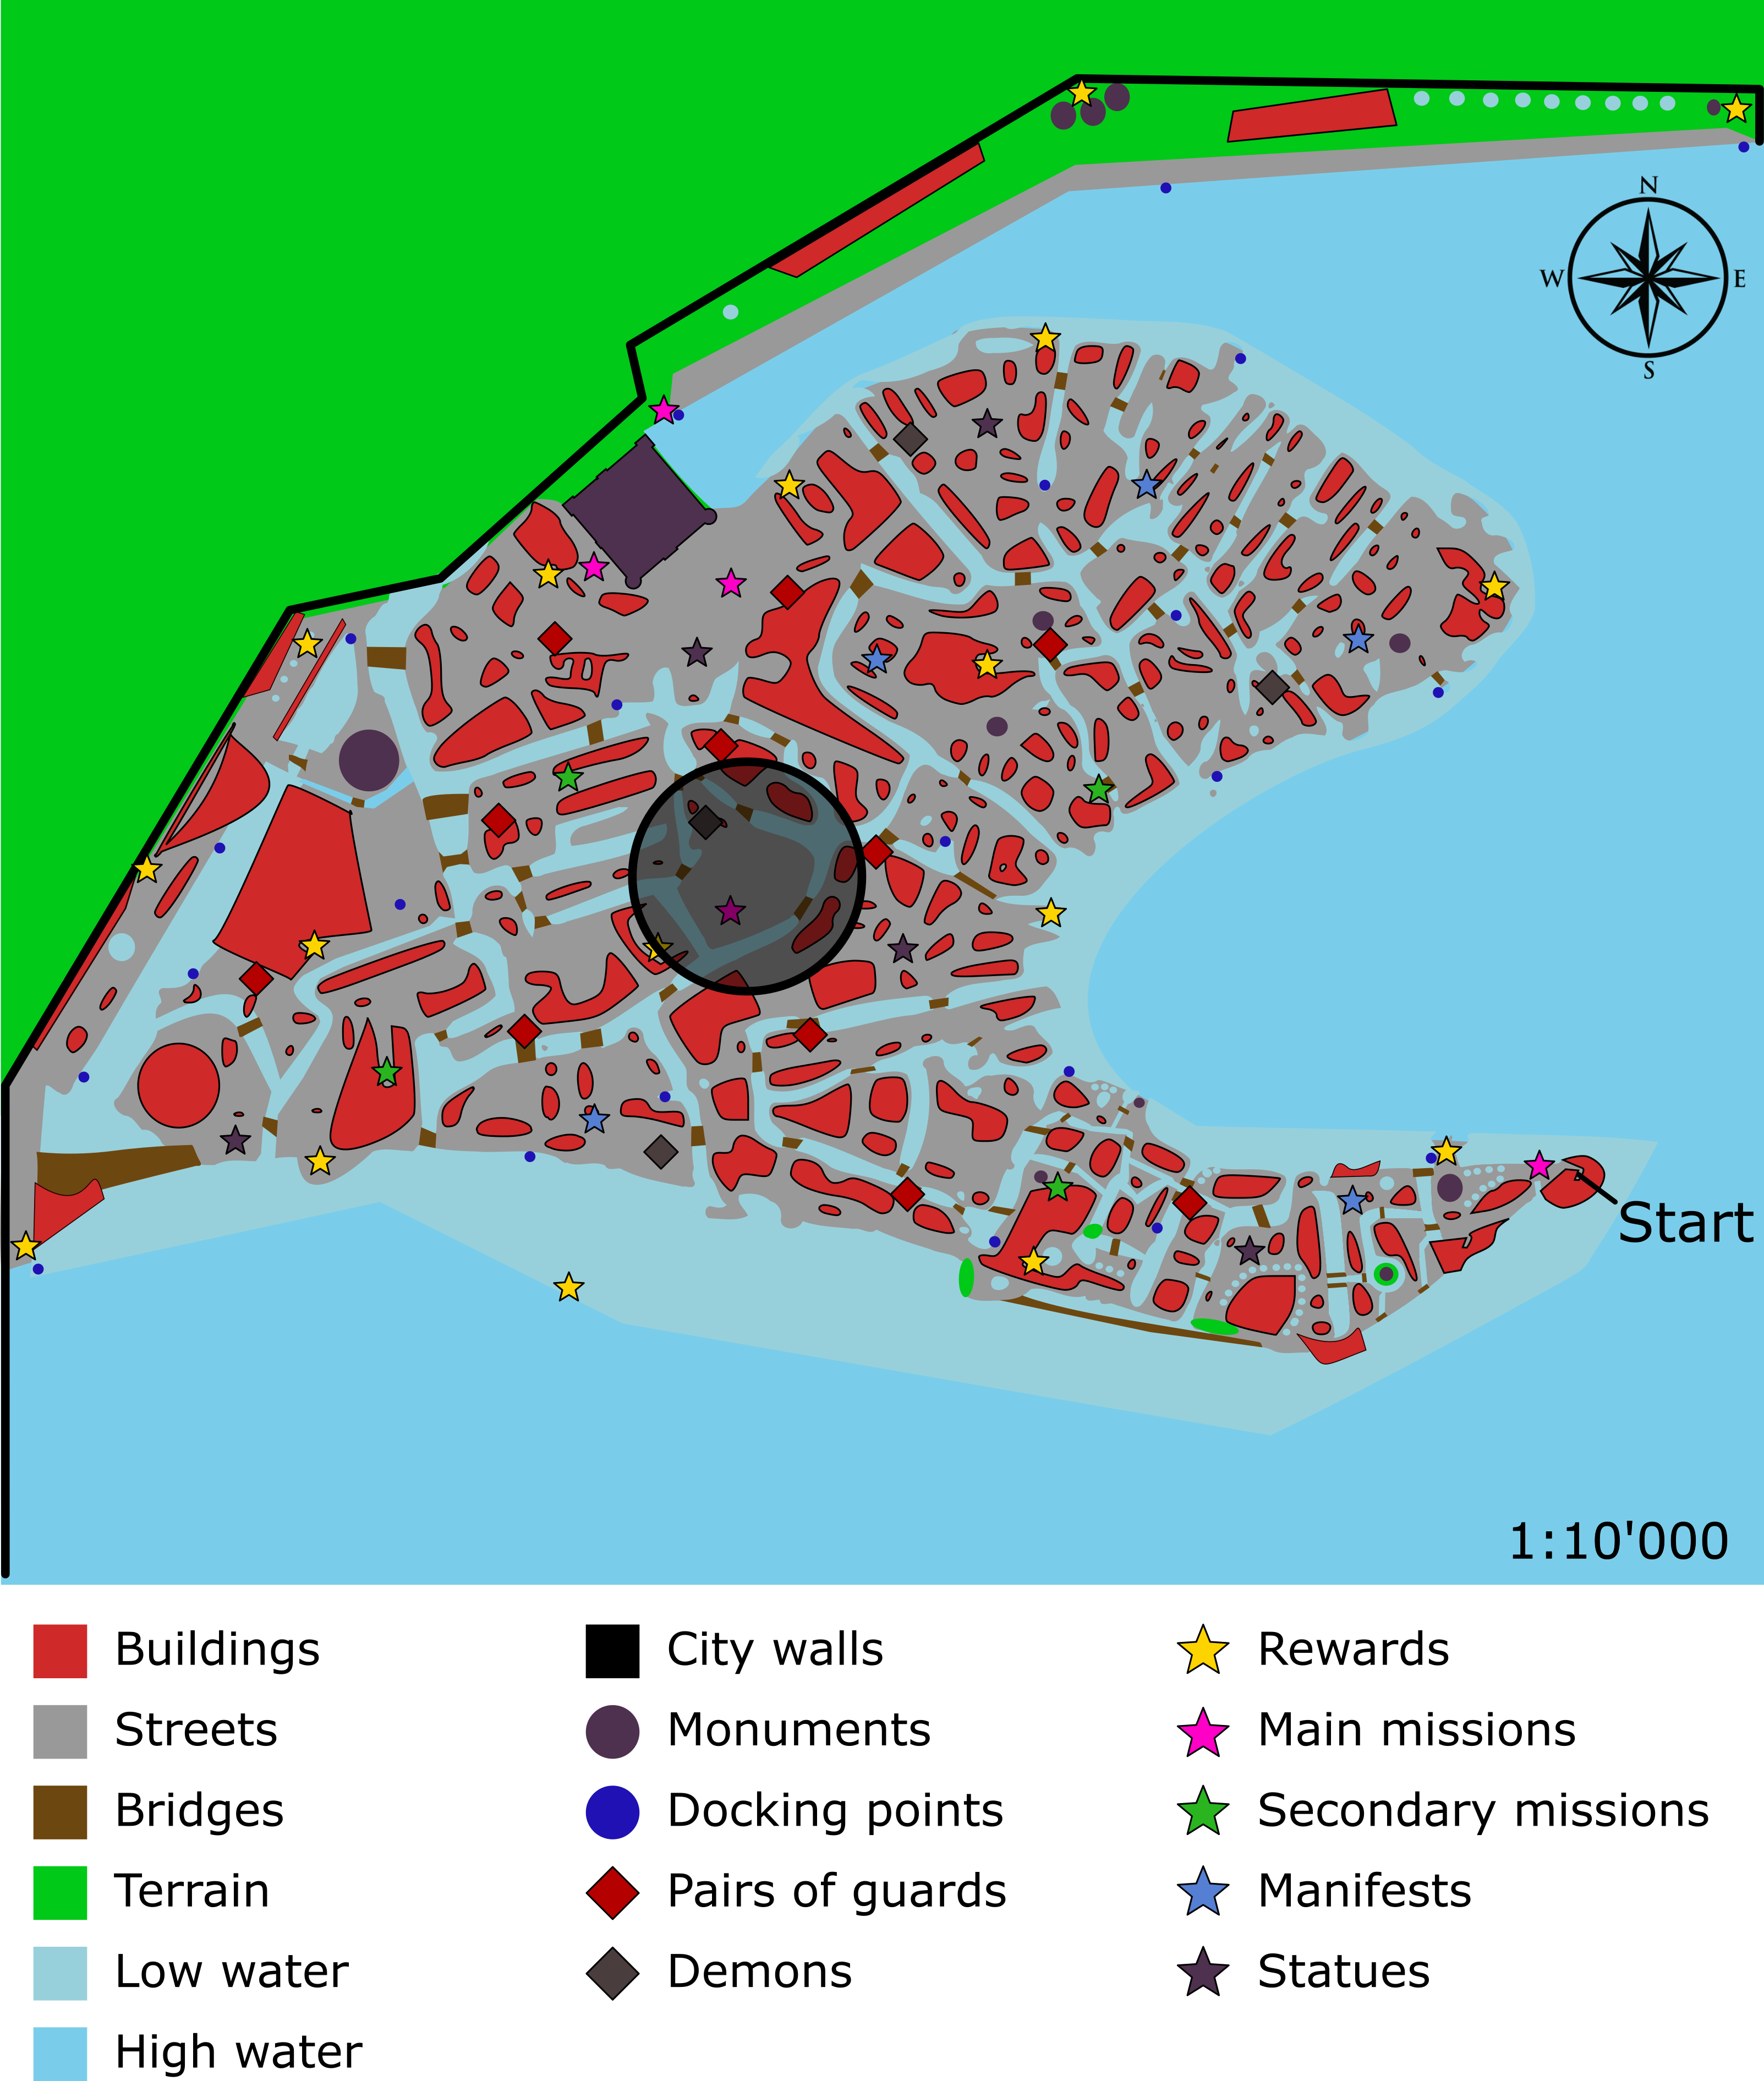 N
W E
S
Start
1:10'000
Buildings
Streets
Bridges
Terrain
Low water
High water
City walls
Monuments
Docking points
Pairs of guards
Demons
Rewards
Main missions
Secondary missions
Manifests
Statues